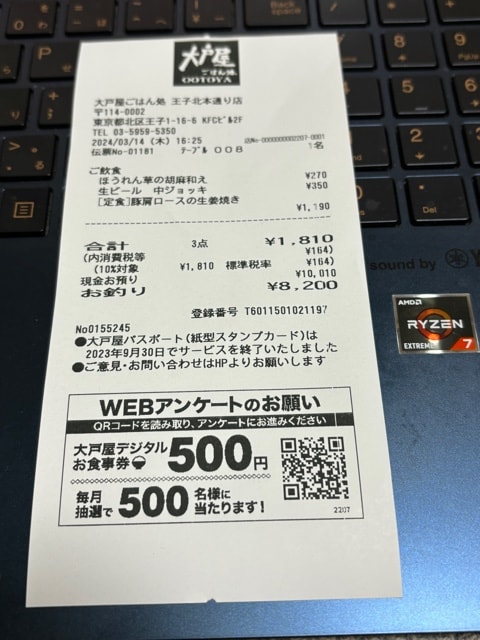 大戸屋
ごはん処
OOTOYA
大戸屋ごはん処 王子北本通り店
〒114-0002
東京都北区王子1-16-6 KFCビル2F
TEL 03-5959-5350
2024/03/14 (木) 16:25 店No-0000000002207-0001
伝票No-01181 テーブル 008 1名
ご飲食
ほうれん草の胡麻和え ¥270
生ビール 中ジョッキ ¥350
[定食]豚肩ロースの生姜焼き ¥1,190
合計 3点 ¥1,810
(内消費税等 ¥164)
(10%対象 ¥1,810 標準税率 ¥164)
現金お預り ¥10,010
お釣り ¥8,200
登録番号 T6011501021197
No0155245
●大戸屋パスポート(紙型スタンプカード)は
2023年9月30日でサービスを終了いたしました
●ご意見・お問い合わせはHPよりお願いします
WEBアンケートのお願い
QRコードを読み取り、アンケートにお進みください
大戸屋デジタル
お食事券 500円
毎月
抽選で 500 名様に
当たります!
2207
sound by
AMD
RYZEN
EXTREME 7
Back
space
Enter